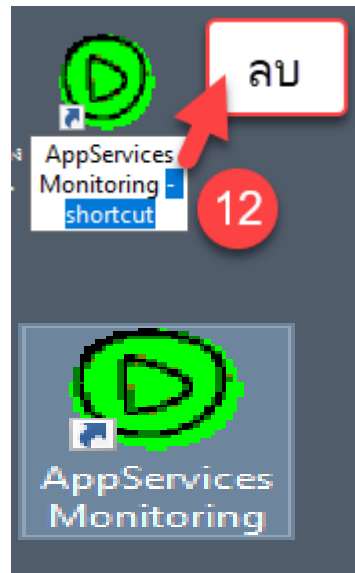 ลบ
AppServices
Monitoring -
shortcut
12
AppServices
Monitoring